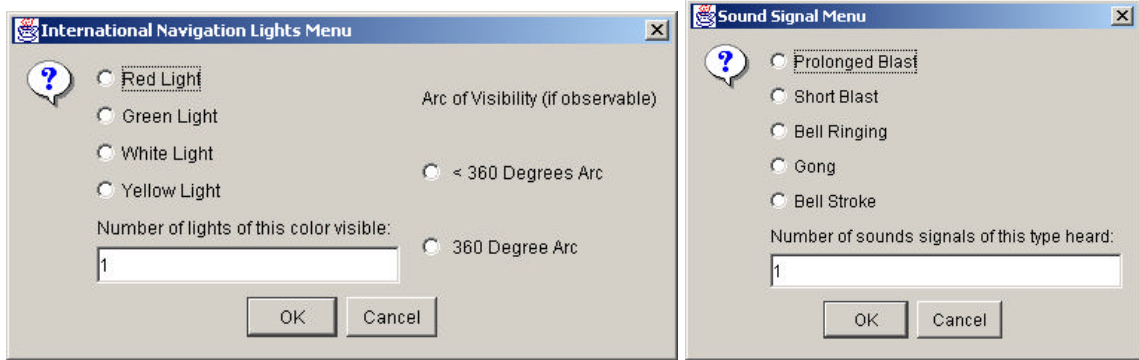 International Navigation Lights Menu
Red Light
Green Light
White Light
Yellow Light
Number of lights of this color visible:
1
Arc of Visibility (if observable)
< 360 Degrees Arc
360 Degree Arc
OK
Cancel
Sound Signal Menu
Prolonged Blast
Short Blast
Bell Ringing
Gong
Bell Stroke
Number of sounds signals of this type heard:
1
OK
Cancel